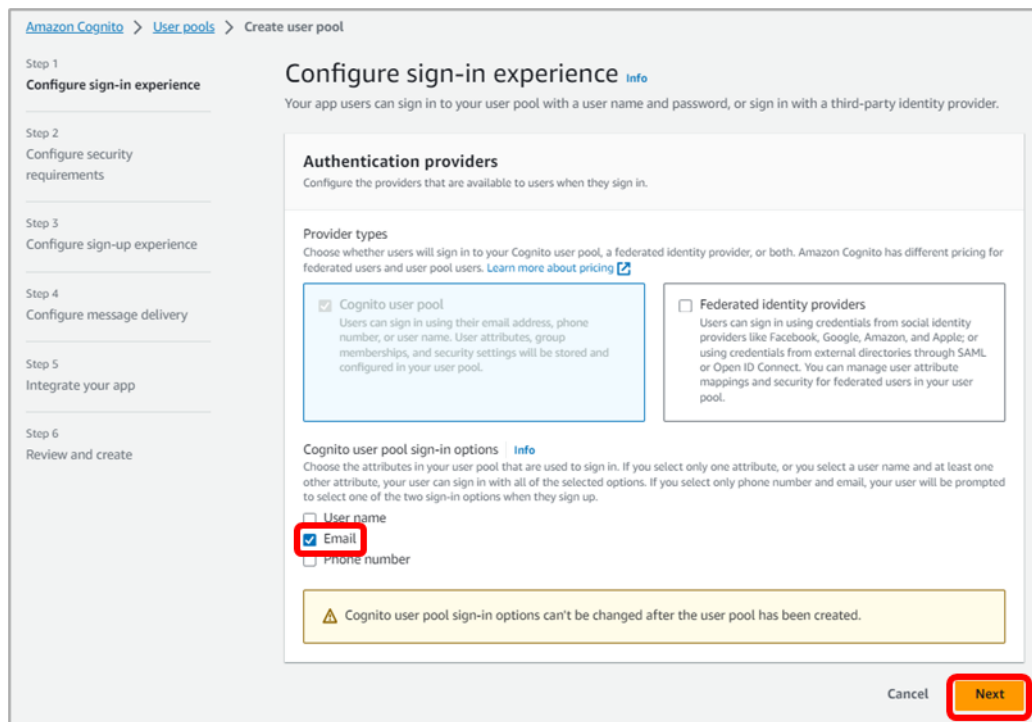 Amazon Cognito > User pools > Create user pool
Step 1
Configure sign-in experience
Step 2
Configure security
requirements
Step 3
Configure sign-up experience
Step 4
Configure message delivery
Step 5
Integrate your app
Step 6
Review and create
Configure sign-in experience Info
Your app users can sign in to your user pool with a user name and password, or sign in with a third-party identity provider.
Authentication providers
Configure the providers that are available to users when they sign in.
Provider types
Choose whether users will sign in to your Cognito user pool, a federated identity provider, or both. Amazon Cognito has different pricing for
federated users and user pool users. Learn more about pricing
Cognito user pool
Users can sign in using their email address, phone
number, or user name. User attributes, group
memberships, and security settings will be stored and
configured in your user pool.
Federated identity providers
Users can sign in using credentials from social identity
providers like Facebook, Google, Amazon, and Apple; or
using credentials from external directories through SAML
or Open ID Connect. You can manage user attribute
mappings and security for federated users in your user
pool.
Cognito user pool sign-in options Info
Choose the attributes in your user pool that are used to sign in. If you select only one attribute, or you select a user name and at least one
other attribute, your user can sign in with all of the selected options. If you select only phone number and email, your user will be prompted
to select one of the two sign-in options when they sign up.
User name
Email
Phone number
Cognito user pool sign-in options can't be changed after the user pool has been created.
Cancel
Next